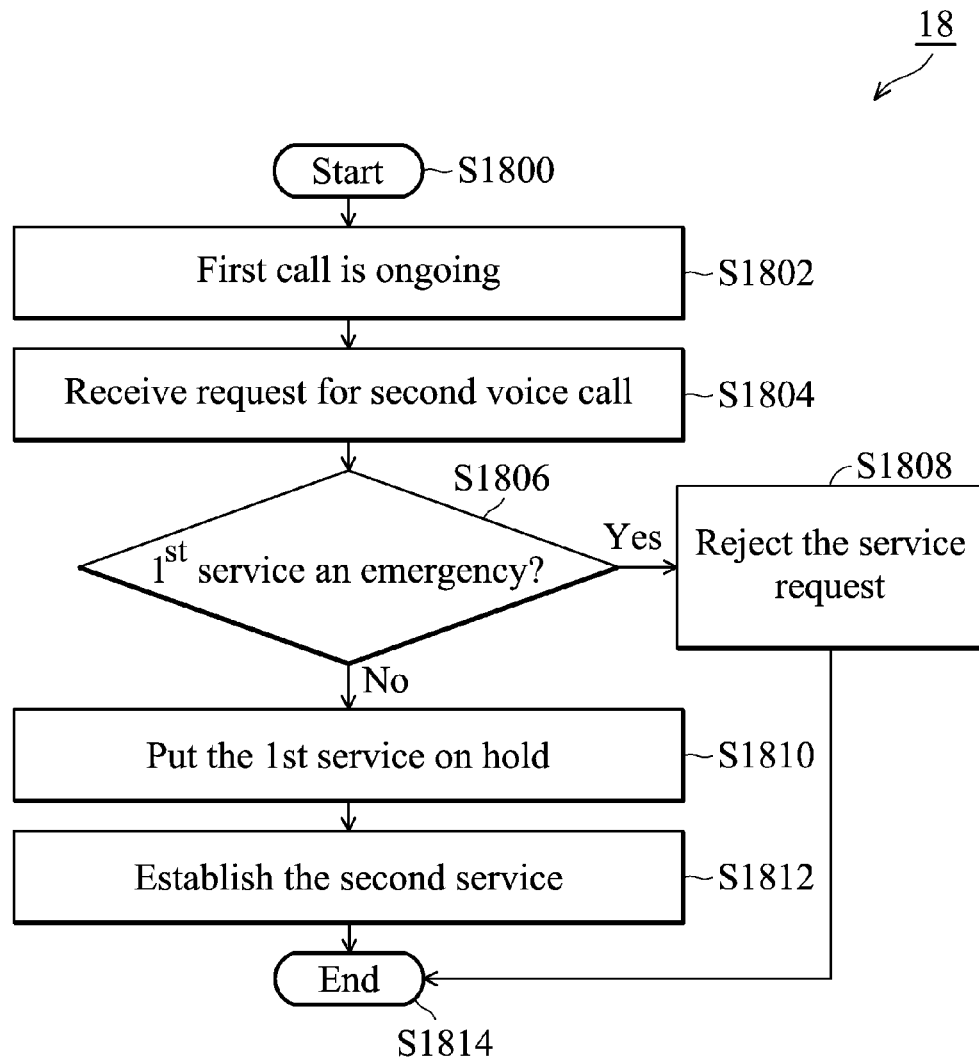 18
Start
S1800
First call is ongoing
S1802
Receive request for second voice call
S1804
S1806
1st service an emergency?
Yes
S1808
Reject the service
request
No
Put the 1st service on hold
S1810
Establish the second service
S1812
End
S1814